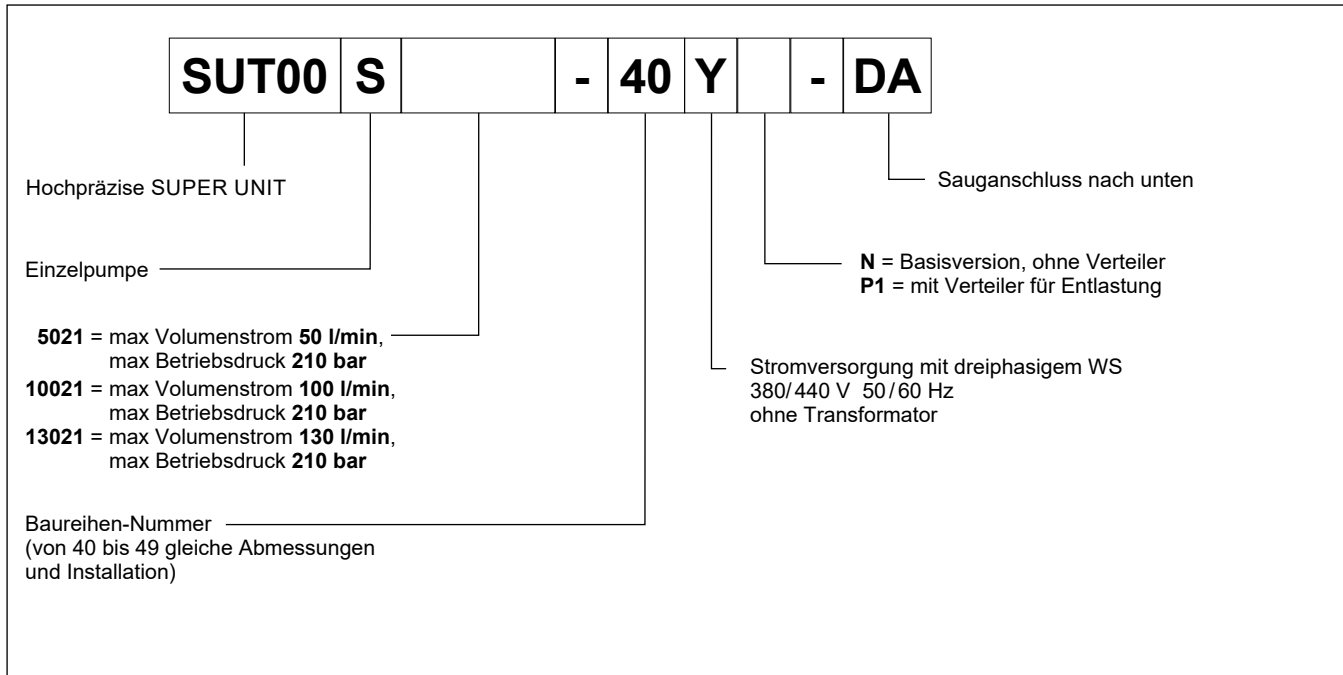 SUT00 S - 40 Y - DA
Hochpräzise SUPER UNIT
Sauganschluss nach unten
Einzelpumpe
N = Basisversion, ohne Verteiler
P1 = mit Verteiler für Entlastung
5021 = max Volumenstrom 50 l/min,
max Betriebsdruck 210 bar
10021 = max Volumenstrom 100 l/min,
max Betriebsdruck 210 bar
13021 = max Volumenstrom 130 l/min,
max Betriebsdruck 210 bar
Stromversorgung mit dreiphasigem WS
380/440 V 50/60 Hz
ohne Transformator
Baureihen-Nummer
(von 40 bis 49 gleiche Abmessungen
und Installation)